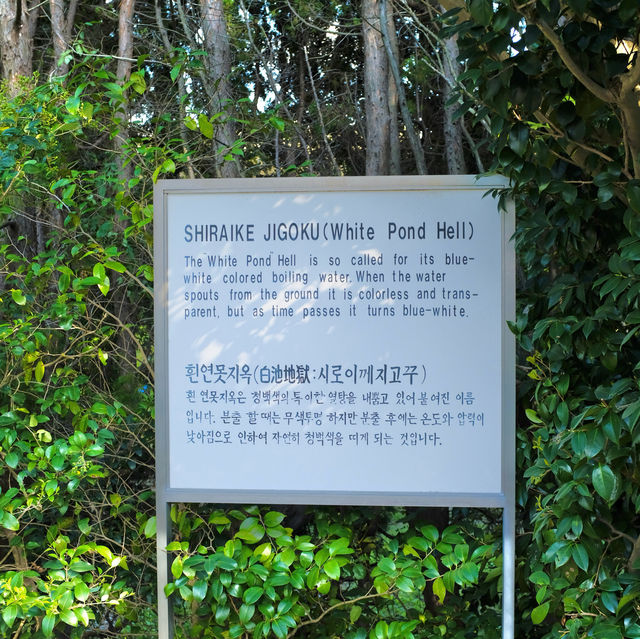 SHIRAIKE JIGOKU(White Pond Hell)
The "White Pond" Hell is so called for its blue-
white colored boiling water. When the water
spouts from the ground it is colorless and trans-
parent, but as time passes it turns blue-white.
흰연못지옥(白池地獄:시로이께지고꾸)
흰 연못지옥은 청백색의 특이한 열탕을 내뿜고 있어 붙여진 이름
입니다. 분출 할 때는 무색투명 하지만 분출 후에는 온도와 압력이
낮아짐으로 인하여 자연히 청백색을 띠게 되는 것입니다.